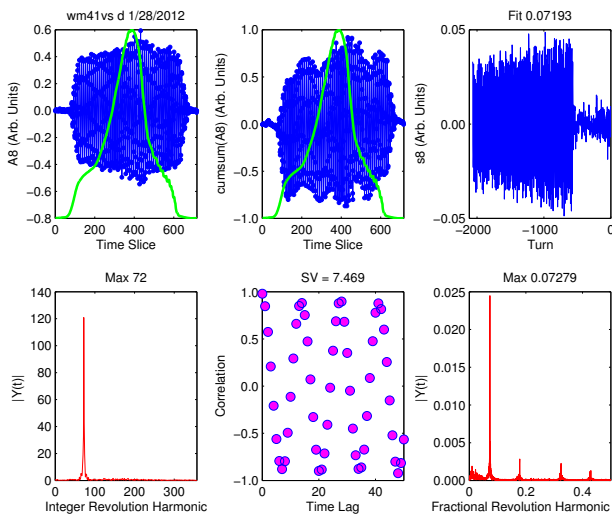 wm41vs d 1/28/2012
A8 (Arb. Units)
0.6
0.4
0.2
0.0
−0.2
−0.4
−0.6
−0.8
0 200 400 600
Time Slice
cumsum(A8) (Arb. Units)
1.0
0.5
0.0
−0.5
−1.0
0 200 400 600
Time Slice
Fit 0.07193
s8 (Arb. Units)
0.05
0.00
−0.05
−2000 −1000 0
Turn
Max 72
|Y(t)|
140
120
100
80
60
40
20
0
0 100 200 300
Integer Revolution Harmonic
SV = 7.469
Correlation
1.0
0.5
0.0
−0.5
−1.0
0 20 40
Time Lag
Max 0.07279
|Y(t)|
0.025
0.020
0.015
0.010
0.005
0.000
0 0.2 0.4
Fractional Revolution Harmonic